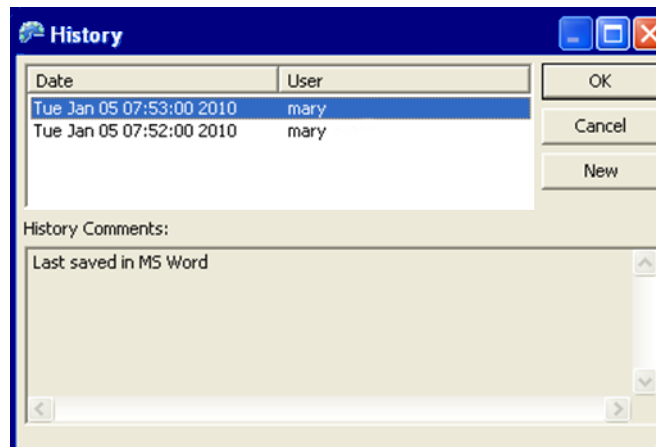 History
Date User OK
Tue Jan 05 07:53:00 2010 mary
Tue Jan 05 07:52:00 2010 mary
Cancel
New
History Comments:
Last saved in MS Word